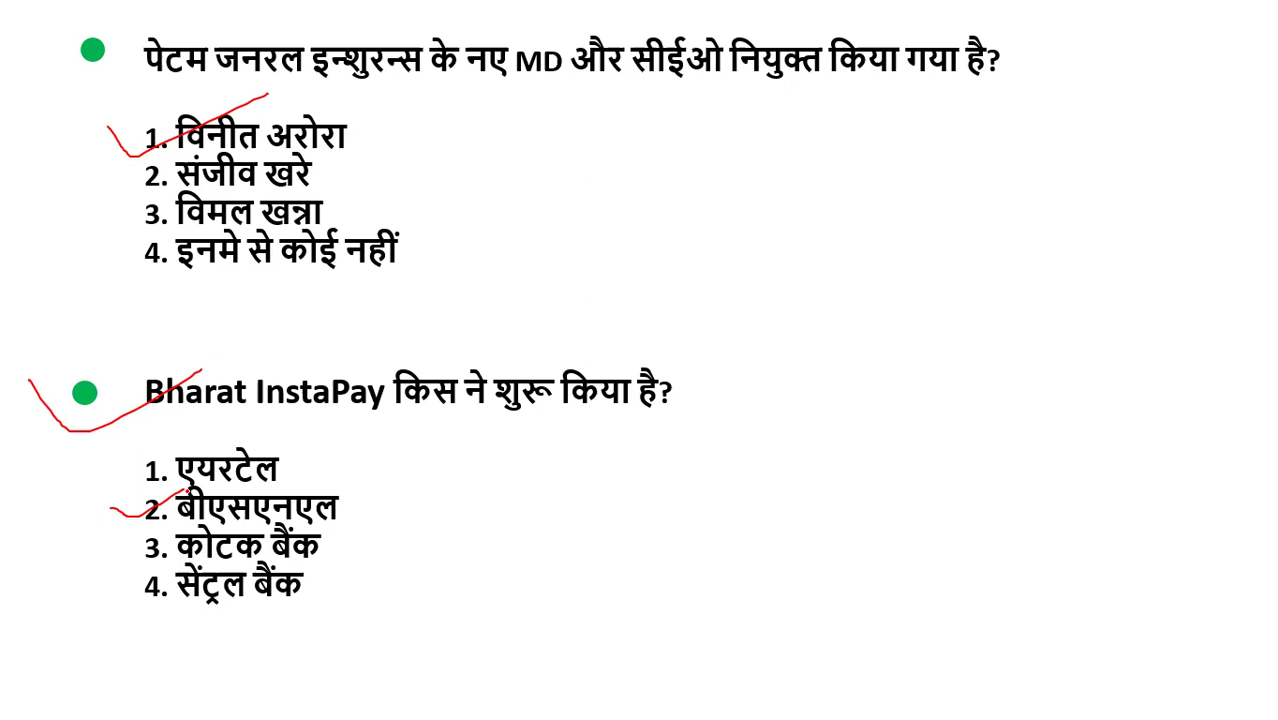 पेटम जनरल इन्शुरन्स के नए MD और सीईओ नियुक्त किया गया है?
1. विनीत अरोरा
2. संजीव खरे
3. विमल खन्ना
4. इनमे से कोई नहीं
Bharat InstaPay किस ने शुरू किया है?
1. एयरटेल
2. बीएसएनएल
3. कोटक बैंक
4. सेंट्रल बैंक